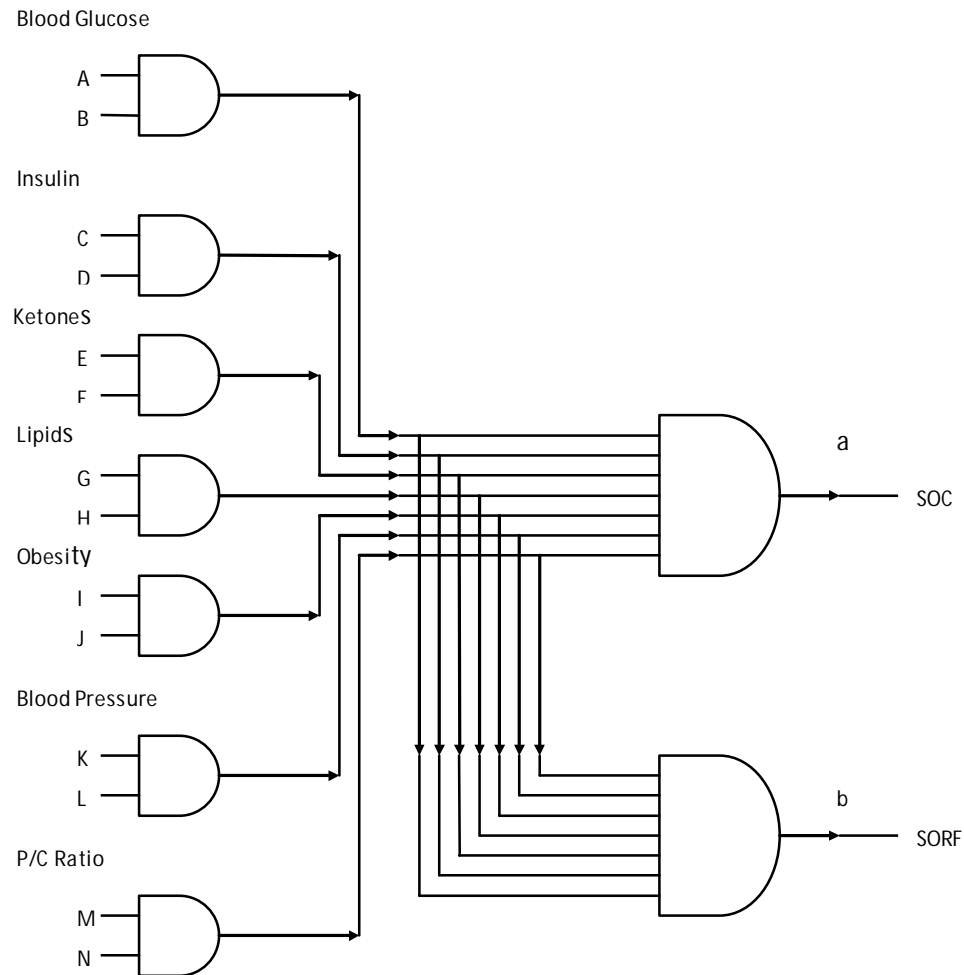 Blood Glucose
A
B
Insulin
C
D
Ketones
E
F
Lipids
a
G
SOC
H
Obesity
I
J
Blood Pressure
K
b
L
SORF
P/C Ratio
M
N